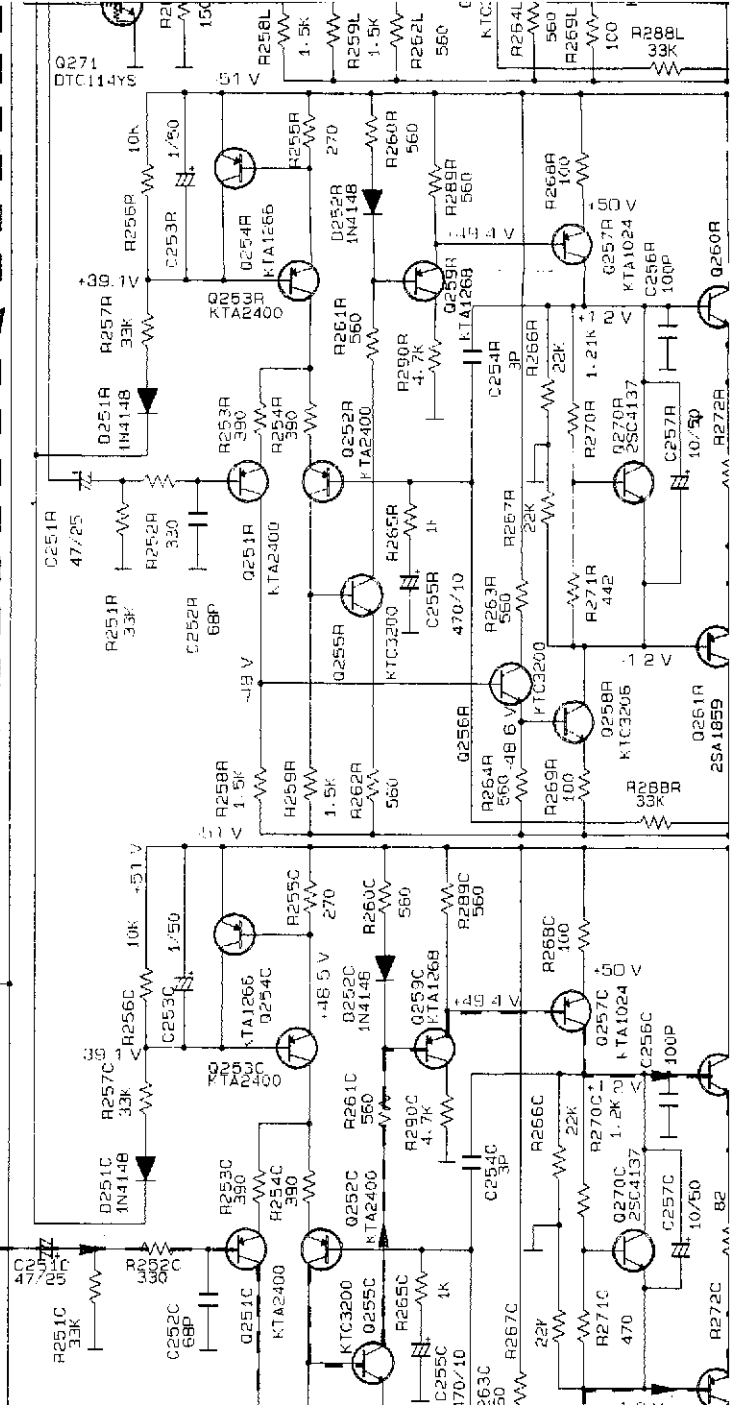 Q271
DTC114YS
R258L
1.5K
R259L
1.5K
R262L
560
R264L
560
R269L
100
R288L
33K
51 V
10K
R256R
1/50
C253R
Q254R
KTA1266
R255R
270
R260R
560
D252R
1N4148
R289R
560
R268R
100
+50 V
Q257R
KTA1024
C256R
100P
Q260R
+49.4 V
+39.1V
Q253R
KTA2400
R257R
33K
D251R
1N4148
R261R
560
Q259R
KTA1268
R290R
4.7K
C254R
3P
R266R
22K
1.21K
R270R
Q270R
2SC4137
C257R
10/50
R272R
R253R
390
R254R
390
Q252R
KTA2400
C251R
47/25
R252R
330
R251R
33K
C252R
68P
Q251R
KTA2400
R265R
1K
C255R
470/10
R267R
22K
R263R
560
R271R
442
Q255R
KTC3200
-49 V
Q256R
KTC3200
-48.6 V
-1.2 V
Q258R
KTC3206
Q261R
2SA1859
R258R
1.5K
R259R
1.5K
R262R
560
R264R
560
R269R
100
R288R
33K
+51 V
10K
R256C
1/50
C253C
KTA1266
Q254C
R255C
270
+48.5 V
R260C
560
D252C
1N4148
R289C
560
R268C
100
+50 V
Q259C
KTA1268
+49.4 V
Q257C
KTA1024
C256C
100P
39.1 V
Q253C
KTA2400
R257C
33K
D251C
1N4148
R261C
560
R290C
4.7K
C254C
3P
R266C
22K
R270C
1.2K
Q270C
2SC4137
C257C
10/50
82
R272C
R253C
390
R254C
390
Q252C
KTA2400
C251C
47/25
R252C
330
R251C
33K
C252C
68P
Q251C
KTA2400
KTC3200
Q255C
R265C
1K
C255C
470/10
R267C
22K
R271C
470